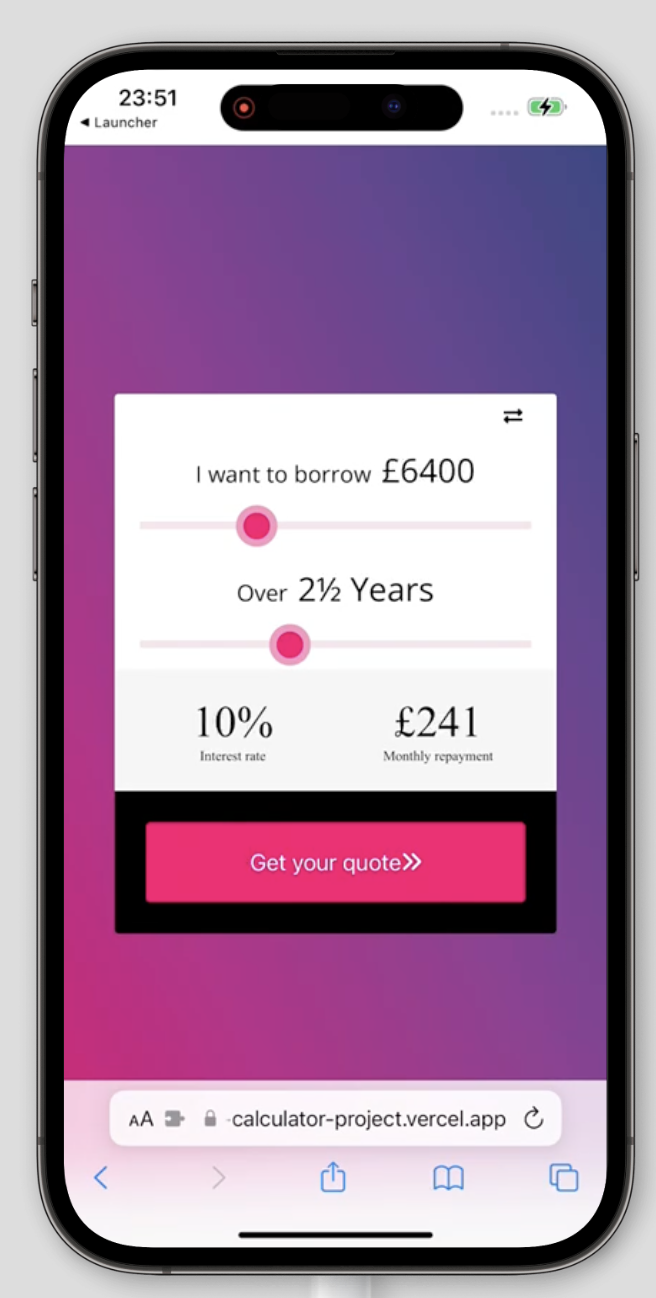 23:51
◀ Launcher
I want to borrow £6400
Over 2½ Years
10% £241
Interest rate Monthly repayment
Get your quote»
AA -calculator-project.vercel.app